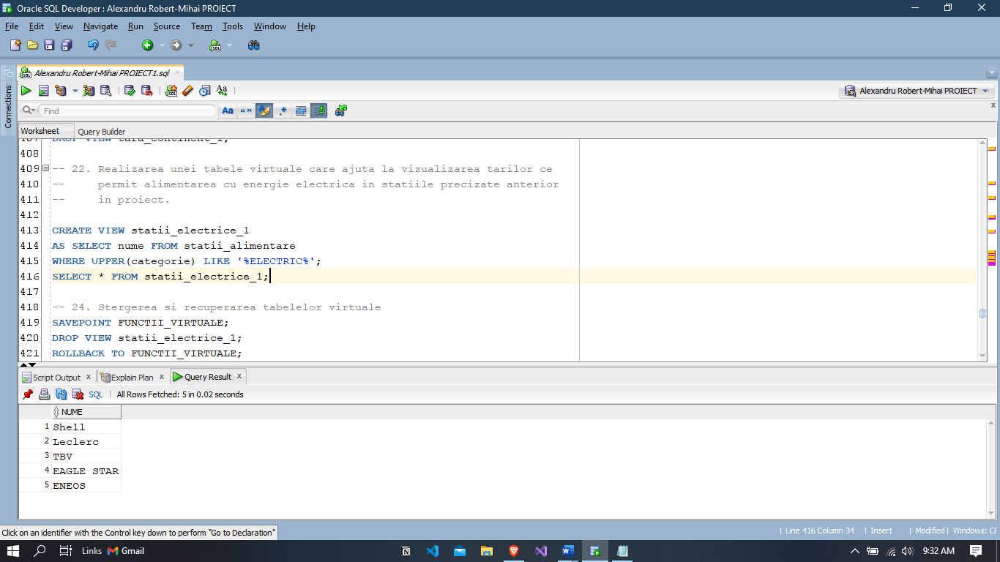 Oracle SQL Developer : Alexandru Robert-Mihai PROIECT
File Edit View Navigate Run Source Team Tools Window Help
Connections
Alexandru Robert-Mihai PROIECT1.sql
Alexandru Robert-Mihai PROIECT
Find
Aa
Worksheet Query Builder
407 DROP VIEW tara_continent_1;
408
409 -- 22. Realizarea unei tabele virtuale care ajuta la vizualizarea tarilor ce
410 -- permit alimentarea cu energie electrica in statiile precizate anterior
411 -- in proiect.
412
413 CREATE VIEW statii_electrice_1
414 AS SELECT nume FROM statii_alimentare
415 WHERE UPPER(categorie) LIKE '%ELECTRIC%';
416 SELECT * FROM statii_electrice_1;
417
418 -- 24. Stergerea si recuperarea tabelelor virtuale
419 SAVEPOINT FUNCTII_VIRTUALE;
420 DROP VIEW statii_electrice_1;
421 ROLLBACK TO FUNCTII_VIRTUALE;
Script Output x Explain Plan x Query Result x
SQL | All Rows Fetched: 5 in 0.02 seconds
NUME
1 Shell
2 Leclerc
3 TBV
4 EAGLE STAR
5 ENEOS
Click on an identifier with the Control key down to perform "Go to Declaration"
| Line 416 Column 34 | Insert | Modified | Windows: CF
Links Gmail
9:32 AM